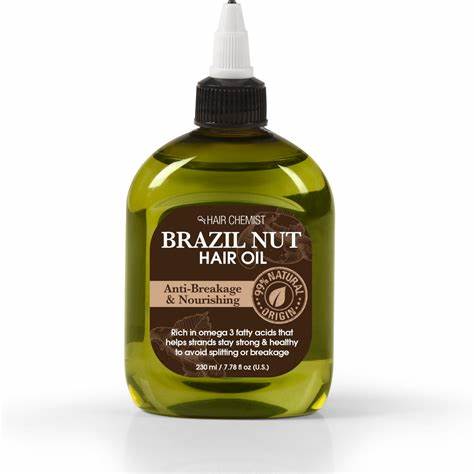 HAIR CHEMIST
BRAZIL NUT
HAIR OIL
Anti-Breakage
& Nourishing
99% NATURAL
ORIGIN
Rich in omega 3 fatty acids that
helps strands stay strong & healthy
to avoid splitting or breakage
230 ml / 7.78 fl oz (U.S.)